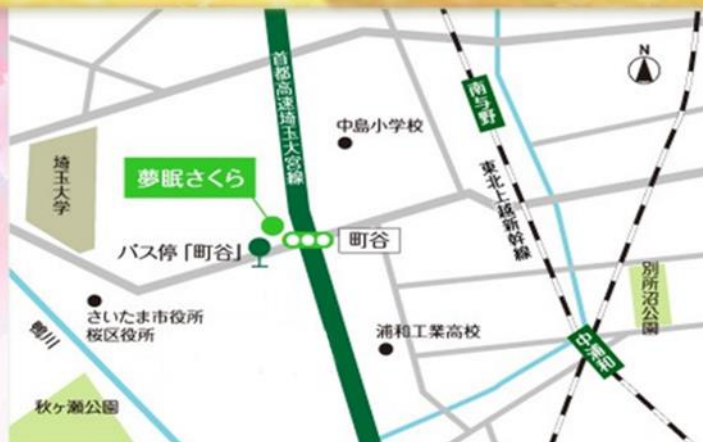 N
首都高速埼玉大宮線
南与野
中島小学校
埼玉大学
夢眠さくら
東北上越新幹線
バス停「町谷」
町谷
別所沼公園
さいたま市役所
桜区役所
鴨川
浦和工業高校
中浦和
秋ヶ瀬公園